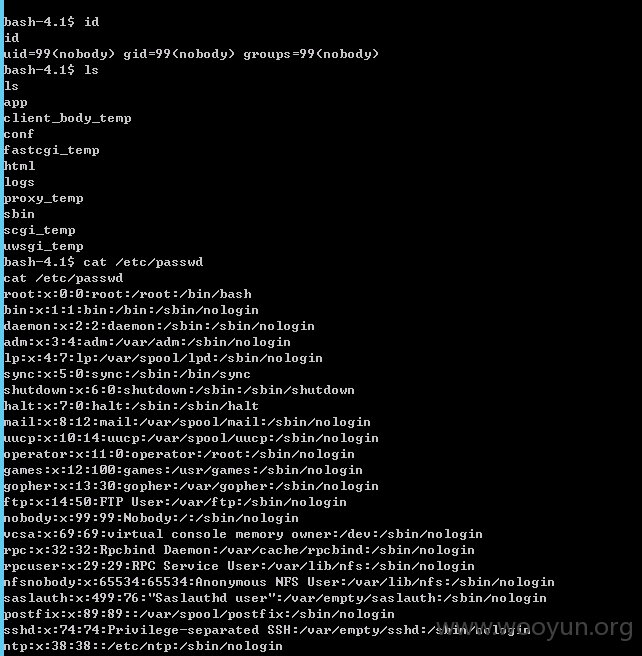 bash-4.1$ id
id
uid=99(nobody) gid=99(nobody) groups=99(nobody)
bash-4.1$ ls
ls
app
client_body_temp
conf
fastcgi_temp
html
logs
proxy_temp
sbin
scgi_temp
uwsgi_temp
bash-4.1$ cat /etc/passwd
cat /etc/passwd
root:x:0:0:root:/root:/bin/bash
bin:x:1:1:bin:/bin:/sbin/nologin
daemon:x:2:2:daemon:/sbin:/sbin/nologin
adm:x:3:4:adm:/var/adm:/sbin/nologin
lp:x:4:7:lp:/var/spool/lpd:/sbin/nologin
sync:x:5:0:sync:/sbin:/bin/sync
shutdown:x:6:0:shutdown:/sbin:/sbin/shutdown
halt:x:7:0:halt:/sbin:/sbin/halt
mail:x:8:12:mail:/var/spool/mail:/sbin/nologin
uucp:x:10:14:uucp:/var/spool/uucp:/sbin/nologin
operator:x:11:0:operator:/root:/sbin/nologin
games:x:12:100:games:/usr/games:/sbin/nologin
gopher:x:13:30:gopher:/var/gopher:/sbin/nologin
ftp:x:14:50:FTP User:/var/ftp:/sbin/nologin
nobody:x:99:99:Nobody:/:/sbin/nologin
vcsa:x:69:69:virtual console memory owner:/dev:/sbin/nologin
rpc:x:32:32:Rpcbind Daemon:/var/cache/rpcbind:/sbin/nologin
rpcuser:x:29:29:RPC Service User:/var/lib/nfs:/sbin/nologin
nfsnobody:x:65534:65534:Anonymous NFS User:/var/lib/nfs:/sbin/nologin
saslauth:x:499:76:"Saslauthd user":/var/empty/saslauth:/sbin/nologin
postfix:x:89:89::/var/spool/postfix:/sbin/nologin
sshd:x:74:74:Privilege-separated SSH:/var/empty/sshd:/sbin/nologin
ntp:x:38:38::/etc/ntp:/sbin/nologin
www.wooyun.org